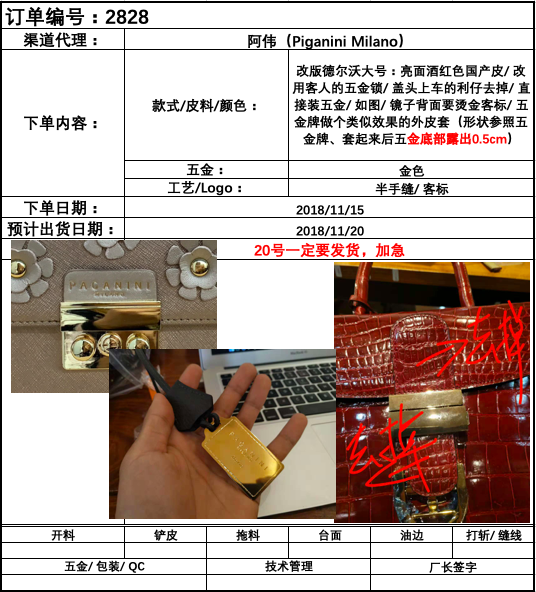 订单编号：2828
渠道代理：
阿伟（Piganini Milano）
下单内容：
款式/皮料/颜色：
改版德尔沃大号：亮面酒红色国产皮/ 改
用客人的五金锁/ 盖头上车的利仔去掉/ 直
接装五金/ 如图/ 镜子背面要烫金客标/ 五
金牌做个类似效果的外皮套（形状参照五
金牌、套起来后五金底部露出0.5cm）
五金：
金色
工艺/Logo：
半手缝/ 客标
下单日期：
2018/11/15
预计出货日期：
2018/11/20
20号一定要发货，加急
PAGANINI
MILANO
PAGANINI
一样
开料
铲皮
拖料
台面
油边
打斩/ 缝线
五金/ 包装/ QC
技术管理
厂长签字